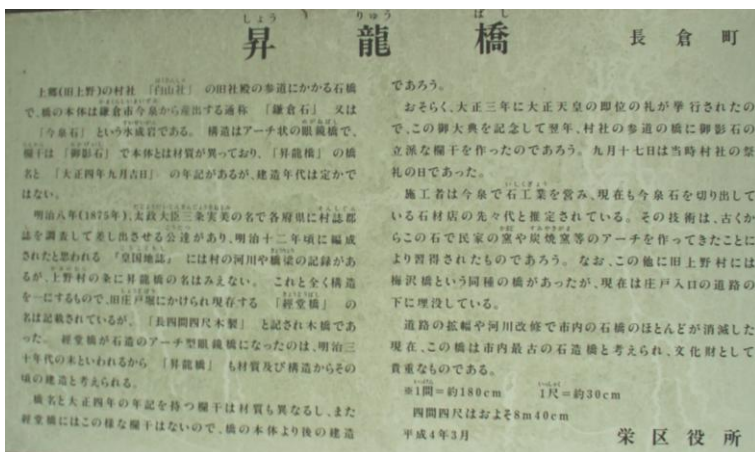 しょう りゅう ばし
昇龍橋
長倉町
上郷(旧上野)の村社「白山社」の旧社殿の参道にかかる石橋
で、橋の本体は鎌倉市今泉から産出する通称「鎌倉石」又は
「今泉石」という水成岩である。構造はアーチ状の眼鏡橋で、
欄干は「御影石」で本体とは材質が異っており、「昇龍橋」の橋
名と「大正四年九月吉日」の年記があるが、建造年代は定かで
はない。
明治八年(1875年)、太政大臣三条実美の名で各府県に村誌郡
誌を調査して差し出させる公達があり、明治十二年頃に編成
されたと思われる『皇国地誌』には村の河川や橋梁の記録があ
るが、上野村の条に昇龍橋の名はみえない。これと全く構造
を一にするもので、旧庄戸堀にかけられ現存する「經堂橋」の
名は記載されているが、「長四間四尺木製」と記され木橋であ
った。經堂橋が石造のアーチ型眼鏡橋になったのは、明治三
十年代の末といわれるから「昇龍橋」も材質及び構造からその
頃の建造と考えられる。
橋名と大正四年の年記を持つ欄干は材質も異なるし、また
經堂橋にはこの様な欄干はないので、橋の本体より後の建造
であろう。
おそらく、大正三年に大正天皇の即位の礼が挙行されたの
で、この御大典を記念して翌年、村社の参道の橋に御影石の
立派な欄干を作ったのであろう。九月十七日は当時村社の祭
礼の日であった。
施工者は今泉で石工業を営み、現在も今泉石を切り出して
いる石材店の先々代と推定されている。その技術は、古くか
らこの石で民家の窯や炭焼窯等のアーチを作ってきたことに
より習得されたものであろう。なお、この他に旧上野村には
梅沢橋という同種の橋があったが、現在は庄戸入口の道路の
下に埋没している。
道路の拡幅や河川改修で市内の石橋のほとんどが消滅した
現在、この橋は市内最古の石造橋と考えられ、文化財として
貴重なものである。
※1間=約180cm 1尺=約30cm
四間四尺はおよそ8m40cm
平成4年3月
栄区役所